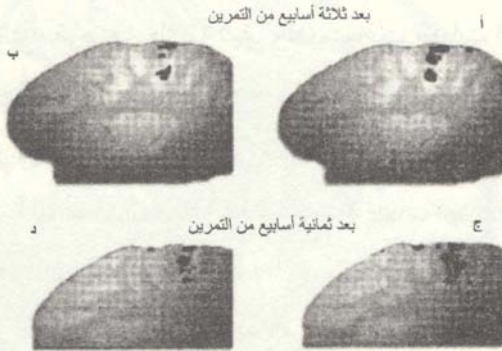 بعد ثلاثة أسابيع من التمرين
أ
ب
بعد ثمانية أسابيع من التمرين
ج
د